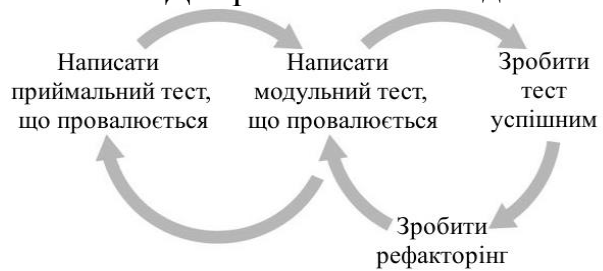 Написати
приймальний тест,
що провалюється
Написати
модульний тест,
що провалюється
Зробити
тест
успішним
Зробити
рефакторінг